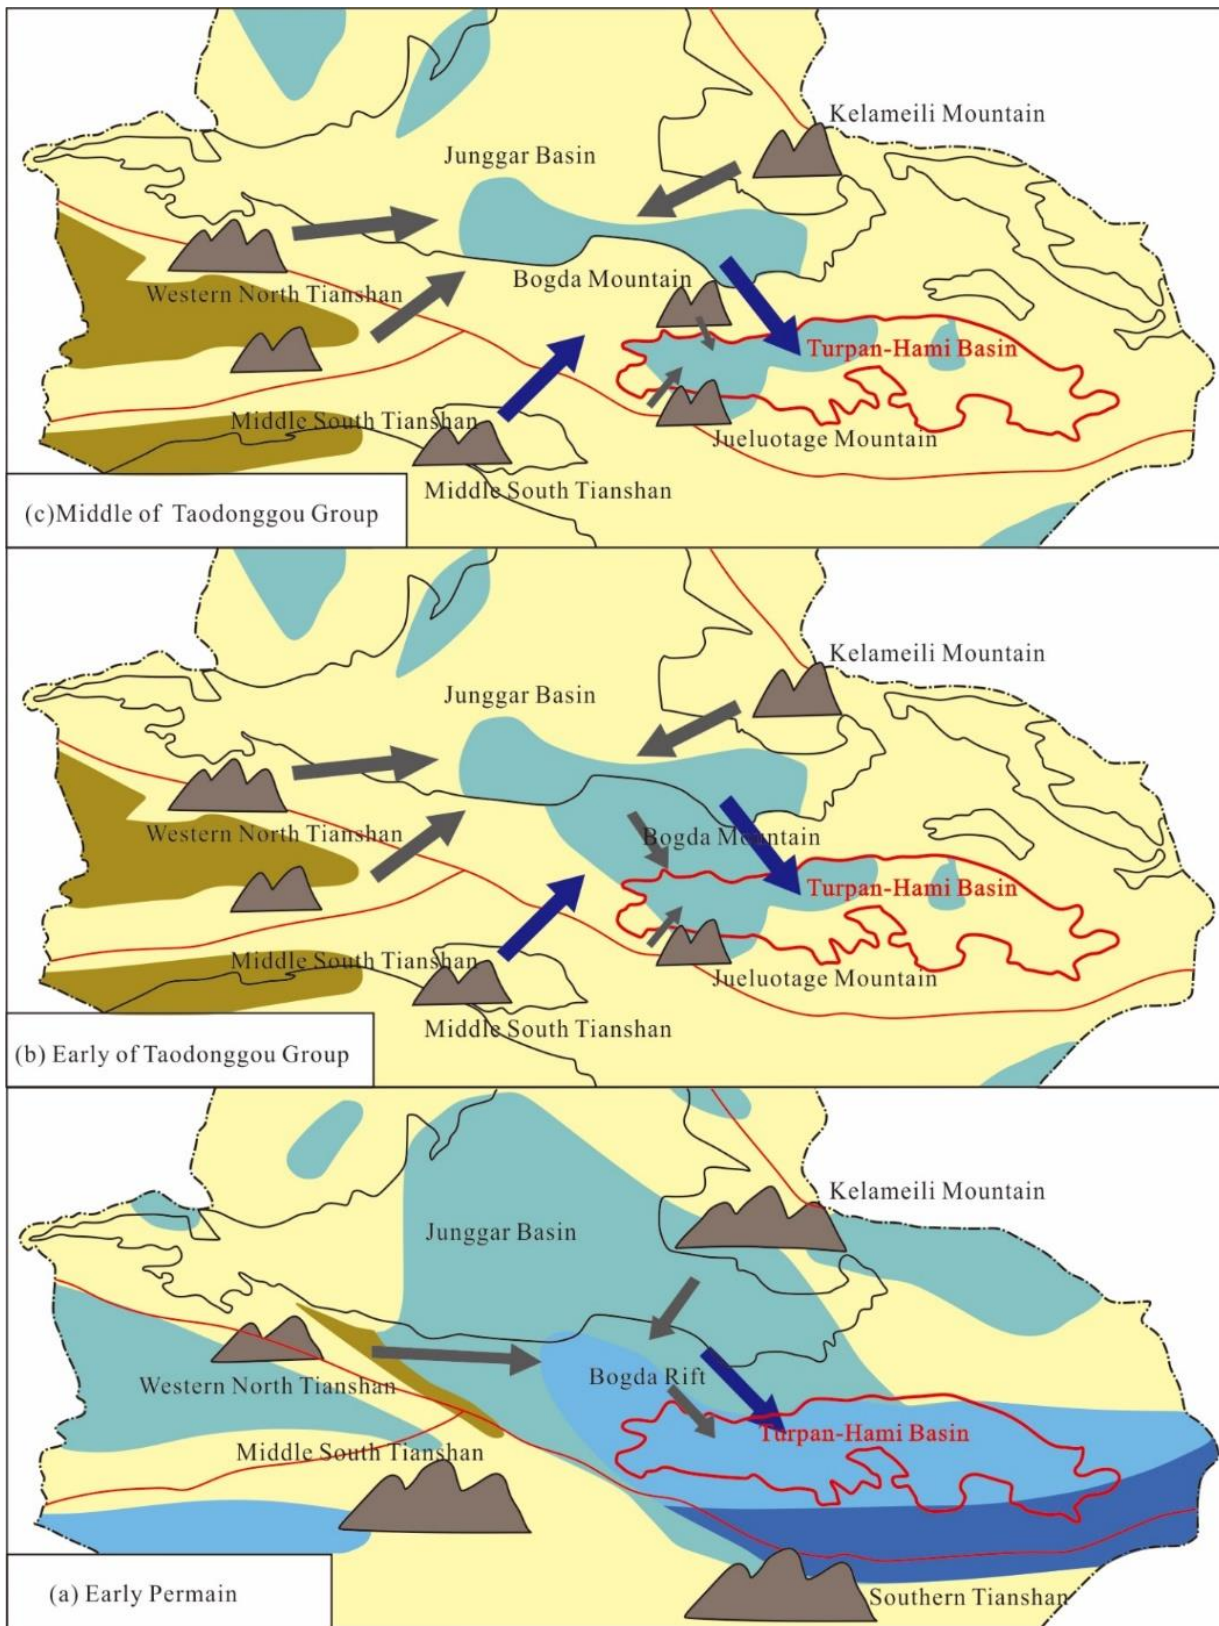 Kelameili Mountain
Junggar Basin
Bogda Mountain
Western North Tianshan
Turpan-Hami Basin
Middle South Tianshan
Jueluotage Mountain
Middle South Tianshan
(c)Middle of Taodonggou Group
Kelameili Mountain
Junggar Basin
Western North Tianshan
Bogda Mountain
Turpan-Hami Basin
Middle South Tianshan
Jueluotage Mountain
Middle South Tianshan
(b) Early of Taodonggou Group
Kelameili Mountain
Junggar Basin
Bogda Rift
Western North Tianshan
Turpan-Hami Basin
Middle South Tianshan
(a) Early Permain
Southern Tianshan